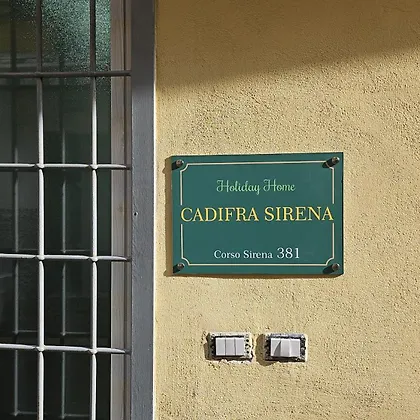 Holiday Home
CADIFRA SIRENA
Corso Sirena 381